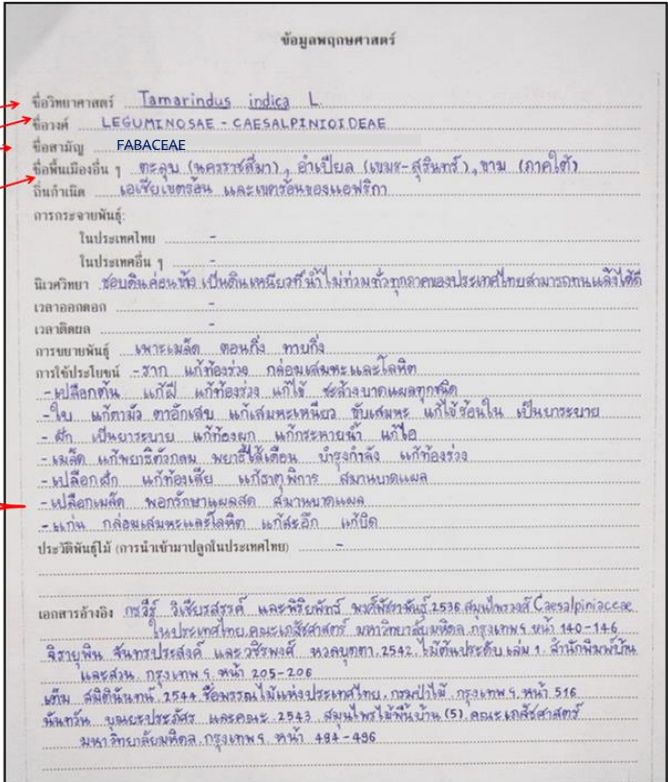 ข้อมูลพฤกษศาสตร์
ชื่อวิทยาศาสตร์ Tamarindus indica L.
ชื่อวงศ์ LEGUMINOSAE - CAESALPINIOIDEAE
ชื่อสามัญ FABACEAE
ชื่อพื้นเมืองอื่น ๆ ตะลูบ (นครราชสีมา), อำเปียล (เขมร-สุรินทร์), ขาม (ภาคใต้)
ถิ่นกำเนิด เอเชียเขตร้อน และเขตร้อนของแอฟริกา
การกระจายพันธุ์:
ในประเทศไทย -
ในประเทศอื่น ๆ -
นิเวศวิทยา ชอบดินค่อนข้าง เป็นดินเหนียวที่น้ำไม่ท่วมทั่วทุกภาคของประเทศไทยสามารถทนแล้งได้ดี
เวลาออกดอก -
เวลาติดผล -
การขยายพันธุ์ เพาะเมล็ด ตอนกิ่ง ทาบกิ่ง
การใช้ประโยชน์ -ราก แก้ท้องร่วง กล่อมเสมหะและโลหิต
-เปลือกต้น แก้ฝี แก้ท้องร่วง แก้ไข้ ชะล้างบาดแผลทุกชนิด
-ใบ แก้ตามัว ตาอักเสบ แก้เสมหะเหนียว ขับเสมหะ แก้ไข้ร้อนใน เป็นยาระบาย
- ฝัก เป็นยาระบาย แก้ท้องผูก แก้กระหายน้ำ แก้ไอ
-เมล็ด แก้พยาธิตัวกลม พยาธิไส้เดือน บำรุงกำลัง แก้ท้องร่วง
-เปลือกฝัก แก้ท้องเสีย แก้ธาตุพิการ สมานบาดแผล
-เปลือกเมล็ด พอกรักษาแผลสด สมานบาดแผล
-แก่น กล่อมเสมหะและโลหิต แก้สะอึก แก้บิด
ประวัติพันธุ์ไม้ (การนำเข้ามาปลูกในประเทศไทย) -
เอกสารอ้างอิง กรวีร์ วิเชียรสรรค์ และพิริยพัทธ์ พงศ์พัชราพันธุ์.2536.สมุนไพรวงศ์ Caesalpiniaceae
ในประเทศไทย.คณะเภสัชศาสตร์ มหาวิทยาลัยมหิดล.กรุงเทพฯ.หน้า 140-146
จิรายุพิน จันทรประสงค์ และวชิรพงศ์ หวลบุตตา.2542.ไม้ต้นประดับ เล่ม 1. สำนักพิมพ์บ้าน
และสวน. กรุงเทพฯ.หน้า 205-206
เต็ม สมิตินันทน์.2544.ชื่อพรรณไม้แห่งประเทศไทย.กรมป่าไม้.กรุงเทพฯ.หน้า 516
นันทวัน บุณยะประภัศร และคณะ.2543.สมุนไพรไม้พื้นบ้าน (5).คณะเภสัชศาสตร์
มหาวิทยาลัยมหิดล.กรุงเทพฯ.หน้า 494-496